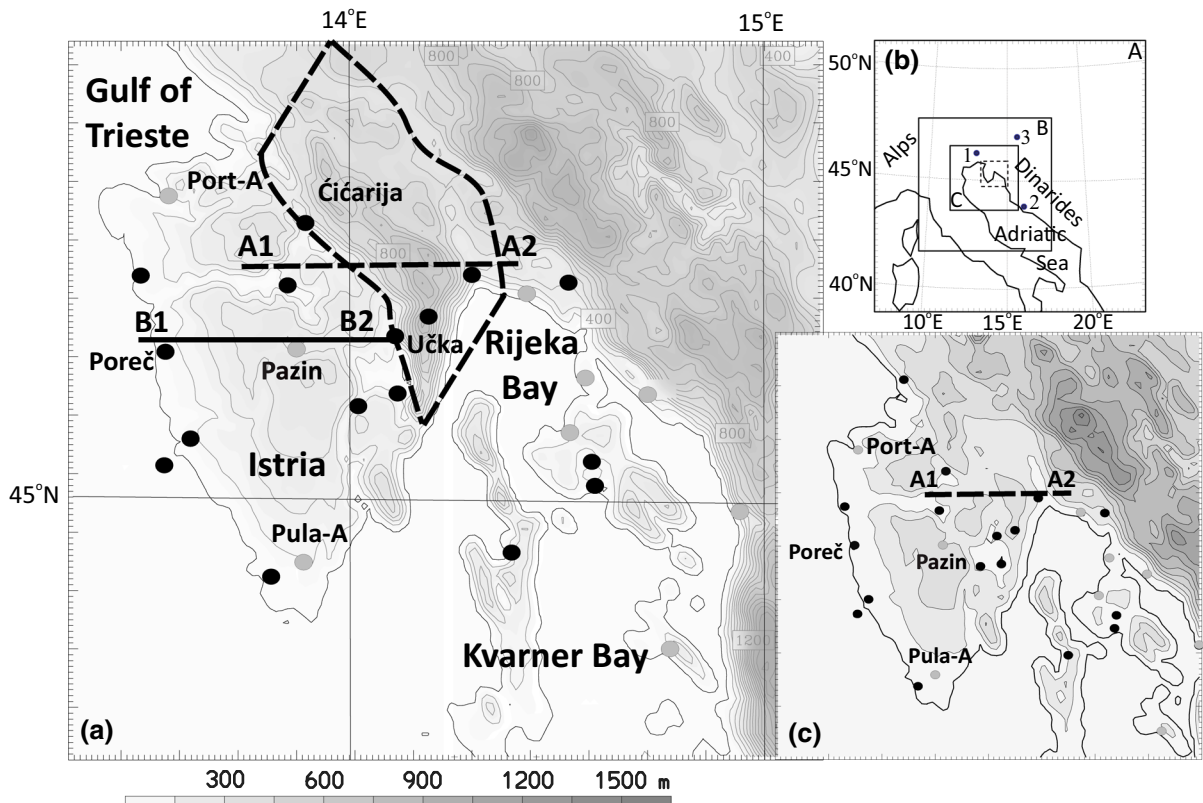 14°E
15°E
800
800
400
Gulf of
Trieste
Port-A
Ćićarija
800
800
A1
A2
B1
B2
Učka
400
Poreč
Pazin
Rijeka
Bay
800
Istria
45°N
Pula-A
1200
Kvarner Bay
(a)
300 600 900 1200 1500 m
50°N
(b)
A
3
B
1
Alps
45°N
Dinarides
C
2
Adriatic
Sea
40°N
10°E
15°E
20°E
Port-A
A1
A2
Poreč
Pazin
Pula-A
(c)